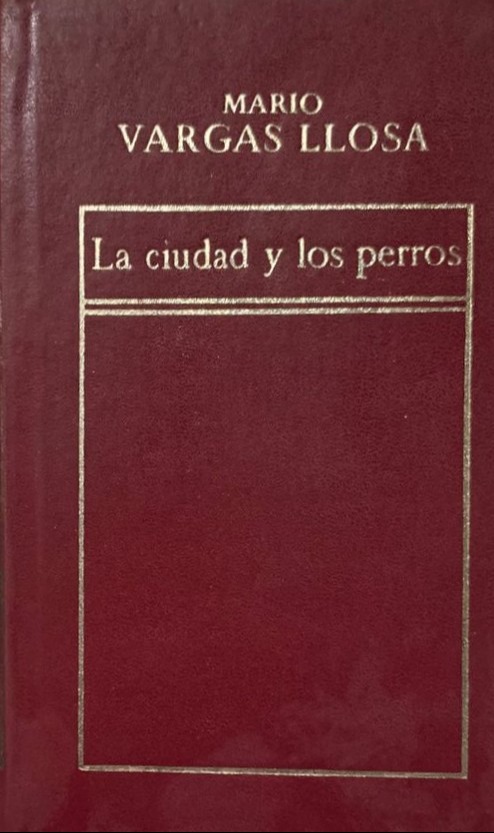 MARIO
VARGAS LLOSA
La ciudad y los perros